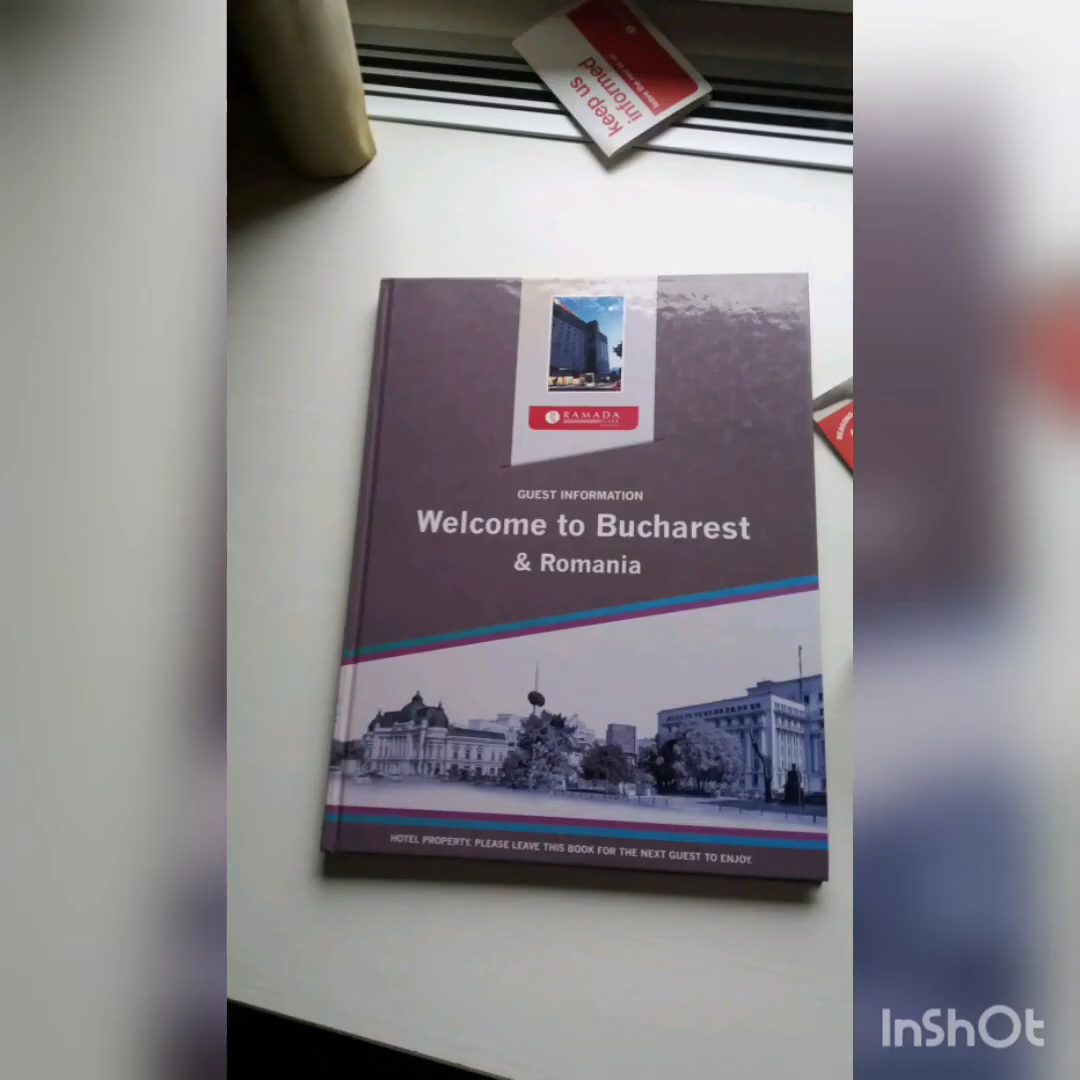 keep us
informed
RAMADA
PLAZA
GUEST INFORMATION
Welcome to Bucharest
& Romania
HOTEL PROPERTY. PLEASE LEAVE THIS BOOK FOR THE NEXT GUEST TO ENJOY.
InShOt